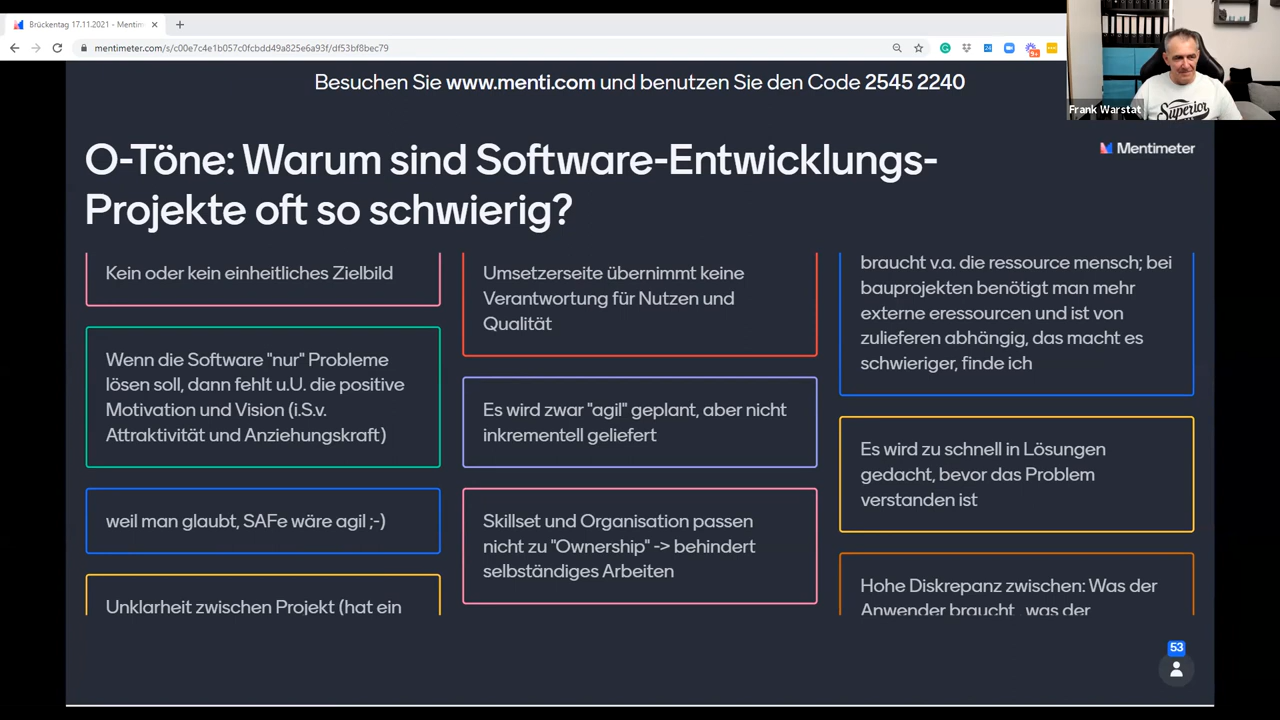 Brückentag 17.11.2021 - Mentim
mentimeter.com/s/c00e7c4e1b057c0fcbdd49a825e6a93f/df53bf8bec79
Besuchen Sie www.menti.com und benutzen Sie den Code 2545 2240
Frank Warstat
Superior
Mentimeter
O-Töne: Warum sind Software-Entwicklungs-
Projekte oft so schwierig?
Kein oder kein einheitliches Zielbild
Wenn die Software "nur" Probleme
lösen soll, dann fehlt u.U. die positive
Motivation und Vision (i.S.v.
Attraktivität und Anziehungskraft)
weil man glaubt, SAFe wäre agil ;-)
Unklarheit zwischen Projekt (hat ein
Umsetzerseite übernimmt keine
Verantwortung für Nutzen und
Qualität
Es wird zwar "agil" geplant, aber nicht
inkrementell geliefert
Skillset und Organisation passen
nicht zu "Ownership" -> behindert
selbständiges Arbeiten
braucht v.a. die ressource mensch; bei
bauprojekten benötigt man mehr
externe eressourcen und ist von
zulieferen abhängig, das macht es
schwieriger, finde ich
Es wird zu schnell in Lösungen
gedacht, bevor das Problem
verstanden ist
Hohe Diskrepanz zwischen: Was der
Anwender braucht, was der
53